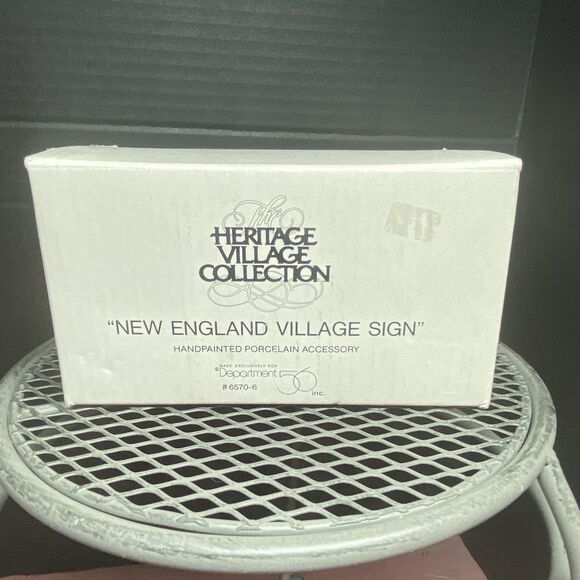 The
HERITAGE
VILLAGE
COLLECTION
"NEW ENGLAND VILLAGE SIGN"
HANDPAINTED PORCELAIN ACCESSORY
MADE EXCLUSIVELY FOR
©Department 56
#6570-6 inc.